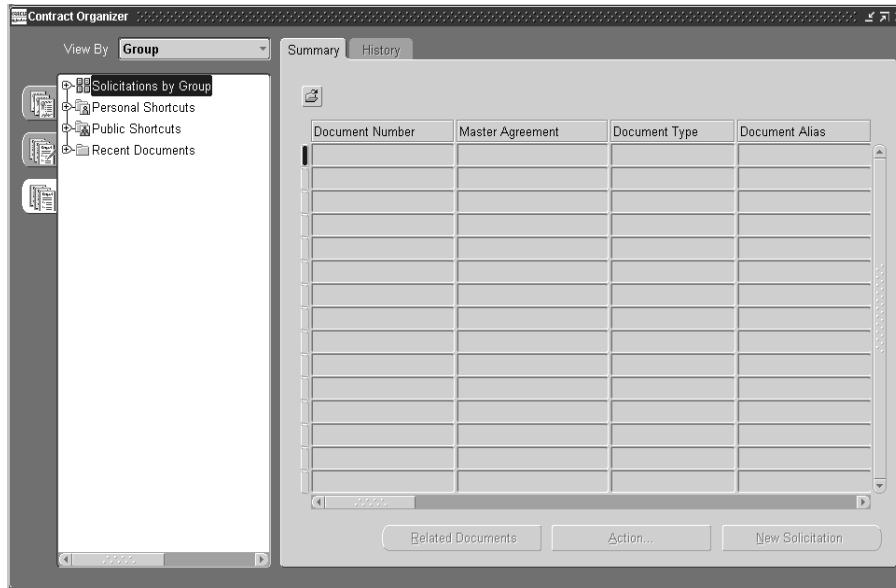 Contract Organizer
View By Group
Summary History
Solicitations by Group
Personal Shortcuts
Public Shortcuts
Recent Documents
Document Number Master Agreement Document Type Document Alias
Related Documents Action... New Solicitation